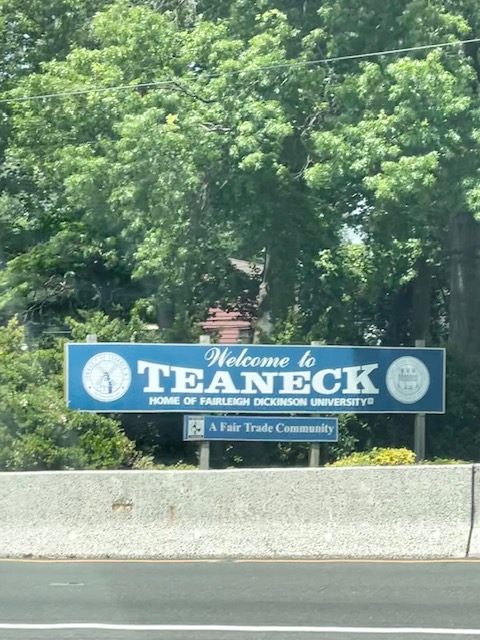 Welcome to
TEANECK
HOME OF FAIRLEIGH DICKINSON UNIVERSITY
A Fair Trade Community